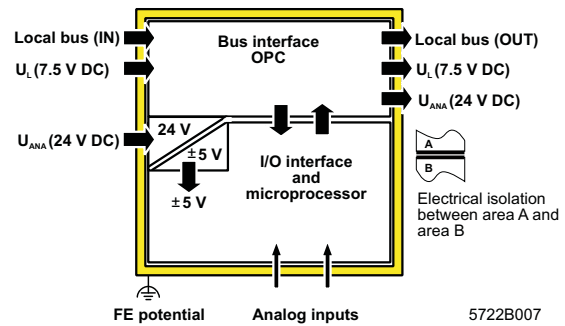 Local bus (IN)
Bus interface
OPC
Local bus (OUT)
UL (7.5 V DC)
UL (7.5 V DC)
UANA (24 V DC)
UANA (24 V DC)
24 V
±5 V
±5 V
I/O interface
and
microprocessor
A
B
Electrical isolation
between area A and
area B
FE potential
Analog inputs
5722B007